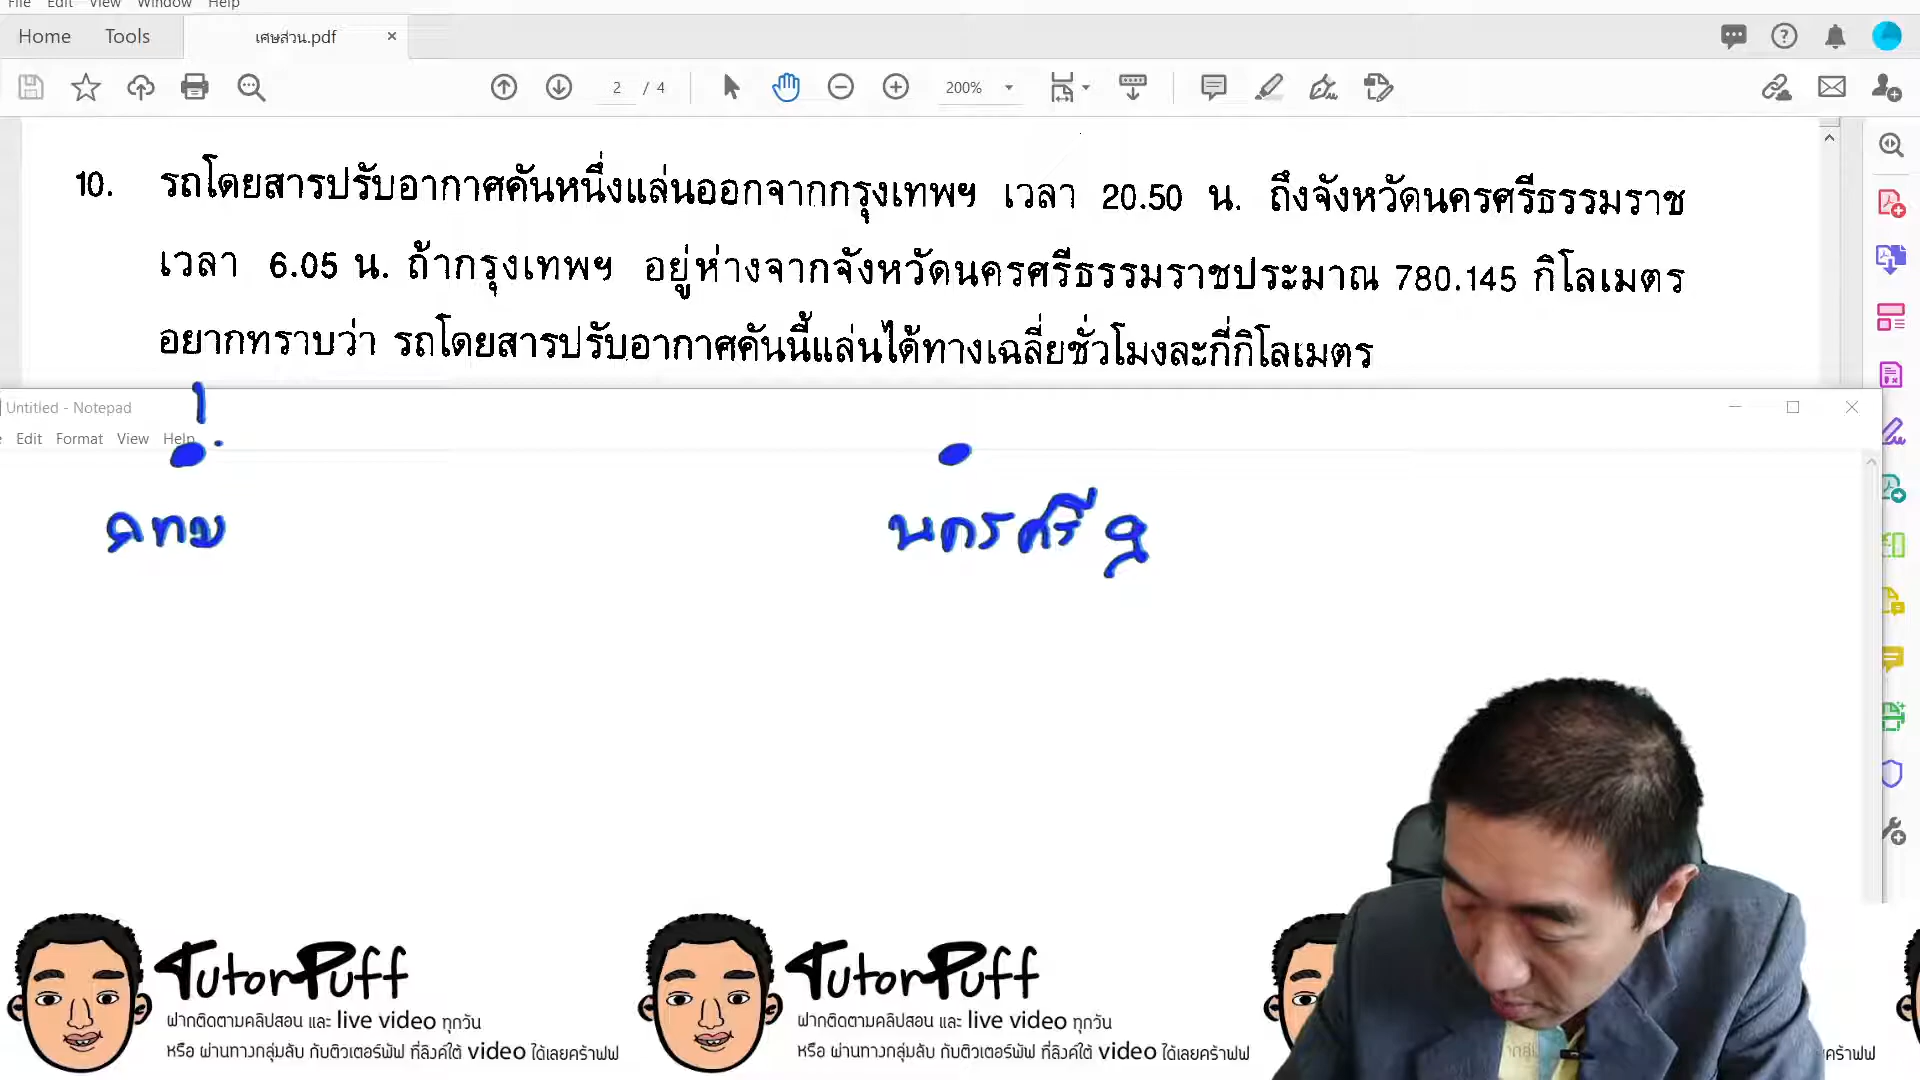 File Edit View Window Help
Home Tools เศษส่วน.pdf ×
2 / 4 200%
10. รถโดยสารปรับอากาศคันหนึ่งแล่นออกจากกรุงเทพฯ เวลา 20.50 น. ถึงจังหวัดนครศรีธรรมราช
เวลา 6.05 น. ถ้ากรุงเทพฯ อยู่ห่างจากจังหวัดนครศรีธรรมราชประมาณ 780.145 กิโลเมตร
อยากทราบว่า รถโดยสารปรับอากาศคันนี้แล่นได้ทางเฉลี่ยชั่วโมงละกี่กิโลเมตร
Untitled - Notepad
Edit Format View Help
กทม นครศรีฯ
TutorPuff TutorPuff
ฝากติดตามคลิปสอน และ live video ทุกวัน ฝากติดตามคลิปสอน และ live video ทุกวัน
หรือ ผ่านทางกลุ่มลับ กับติวเตอร์พัฟ ที่ลิงค์ใต้ video ได้เลยคร้าฟฟ หรือ ผ่านทางกลุ่มลับ กับติวเตอร์พัฟ ที่ลิงค์ใต้ video ได้เลยคร้าฟฟ คร้าฟฟ